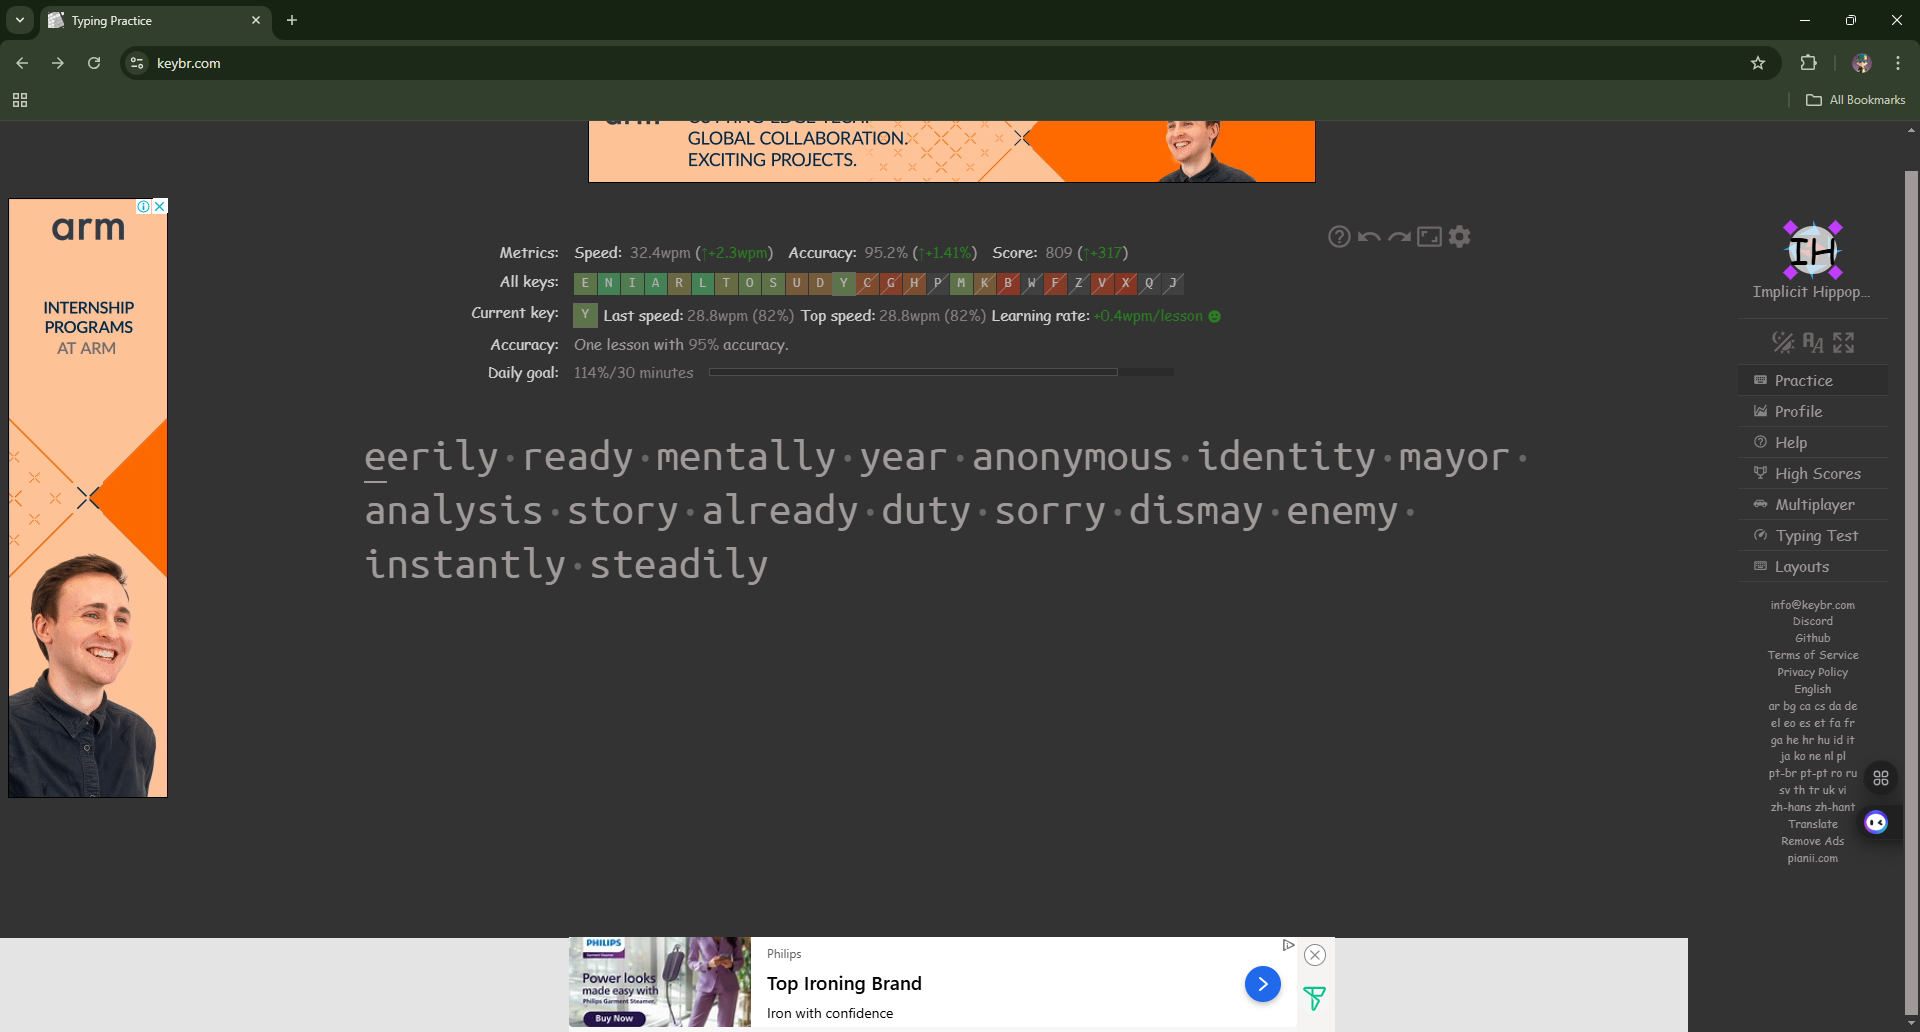 Typing Practice
keybr.com
All Bookmarks
GLOBAL COLLABORATION.
EXCITING PROJECTS.
arm
INTERNSHIP
PROGRAMS
AT ARM
Metrics: Speed: 32.4wpm (↑+2.3wpm) Accuracy: 95.2% (↑+1.41%) Score: 809 (↑+317)
All keys: E N I A R L T O S U D Y C G H P M K B W F Z V X Q J
Current key: Y Last speed: 28.8wpm (82%) Top speed: 28.8wpm (82%) Learning rate: +0.4wpm/lesson
Accuracy: One lesson with 95% accuracy.
Daily goal: 114%/30 minutes
eerily·ready·mentally·year·anonymous·identity·mayor·
analysis·story·already·duty·sorry·dismay·enemy·
instantly·steadily
IH
Implicit Hippop...
Practice
Profile
Help
High Scores
Multiplayer
Typing Test
Layouts
info@keybr.com
Discord
Github
Terms of Service
Privacy Policy
English
ar bg ca cs da de
el eo es et fa fr
ga he hr hu id it
ja ko ne nl pl
pt-br pt-pt ro ru
sv th tr uk vi
zh-hans zh-hant
Translate
Remove Ads
pianii.com
PHILIPS
Power looks
made easy with
Philips Garment Steamer.
Buy Now
Philips
Top Ironing Brand
Iron with confidence